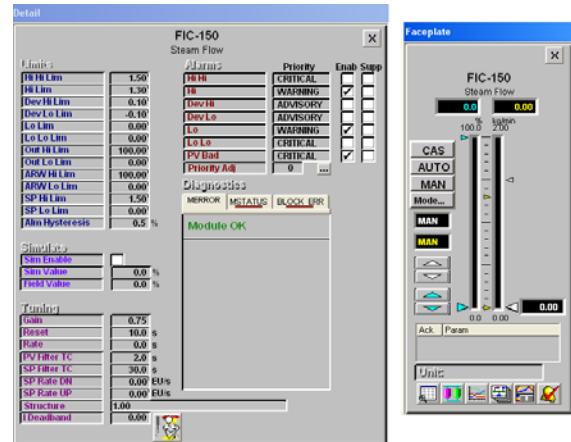 Detail
FIC-150
Steam Flow
Limits
Hi Hi Lim 1.50
Hi Lim 1.30
Dev Hi Lim 0.10
Dev Lo Lim -0.10
Lo Lim 0.00
Lo Lo Lim 0.00
Out Hi Lim 100.00
Out Lo Lim 0.00
ARW Hi Lim 100.00
ARW Lo Lim 0.00
SP Hi Lim 1.50
SP Lo Lim 0.00
Alm Hysteresis 0.5 %
Simulate
Sim Enable
Sim Value 0.0 %
Field Value 0.0 %
Tuning
Gain 0.75
Reset 10.0 s
Rate 0.0 s
PV Filter TC 2.0 s
SP Filter TC 30.0 s
SP Rate DN 0.00 EU/s
SP Rate UP 0.00 EU/s
Structure 1.00
I Deadband 0.00
Alarms Priority Enab Supp
Hi Hi CRITICAL
Hi WARNING
Dev Hi ADVISORY
Dev Lo ADVISORY
Lo WARNING
Lo Lo CRITICAL
PV Bad CRITICAL
Priority Adj 0 ...
Diagnostics
MERROR MSTATUS BLOCK_ERR
Module OK
Faceplate
FIC-150
Steam Flow
0.0 0.00
% kg/min
100.0 2.00
CAS
AUTO
MAN
Mode...
MAN
MAN
0.00
0.0 0.00
Ack Param
Unit: